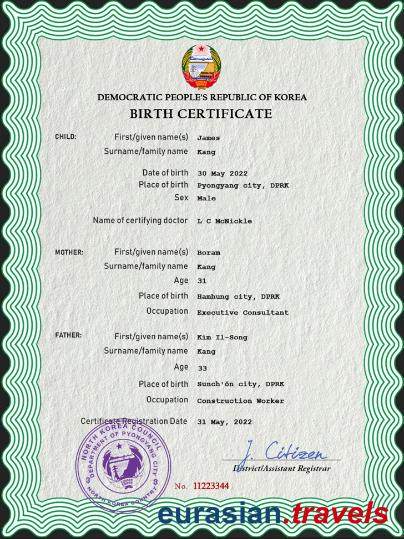 DEMOCRATIC PEOPLE'S REPUBLIC OF KOREA
BIRTH CERTIFICATE
CHILD: First/given name(s) James
Surname/family name Kang
Date of birth 30 May 2022
Place of birth Pyongyang city, DPRK
Sex Male
Name of certifying doctor L C McNickle
MOTHER: First/given name(s) Boram
Surname/family name Kang
Age 31
Place of birth Hamhung city, DPRK
Occupation Executive Consultant
FATHER: First/given name(s) Kim Il-Song
Surname/family name Kang
Age 33
Place of birth Sunch'ŏn city, DPRK
Occupation Construction Worker
Certificate Registration Date 31 May, 2022
NORTH KOREA COUNCIL
DEPARTMENT OF PYONGYANG CITY
NORTH KOREA COUNTRY
J. Citizen
District/Assistant Registrar
No. 11223344
eurasian.travels